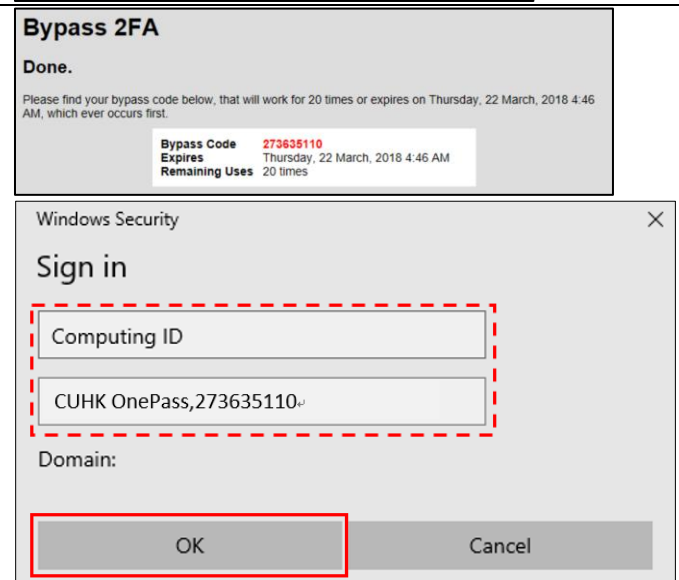 Bypass 2FA
Done.
Please find your bypass code below, that will work for 20 times or expires on Thursday, 22 March, 2018 4:46
AM, which ever occurs first.
Bypass Code 273635110
Expires Thursday, 22 March, 2018 4:46 AM
Remaining Uses 20 times
Windows Security
Sign in
Computing ID
CUHK OnePass,273635110↵
Domain:
OK Cancel